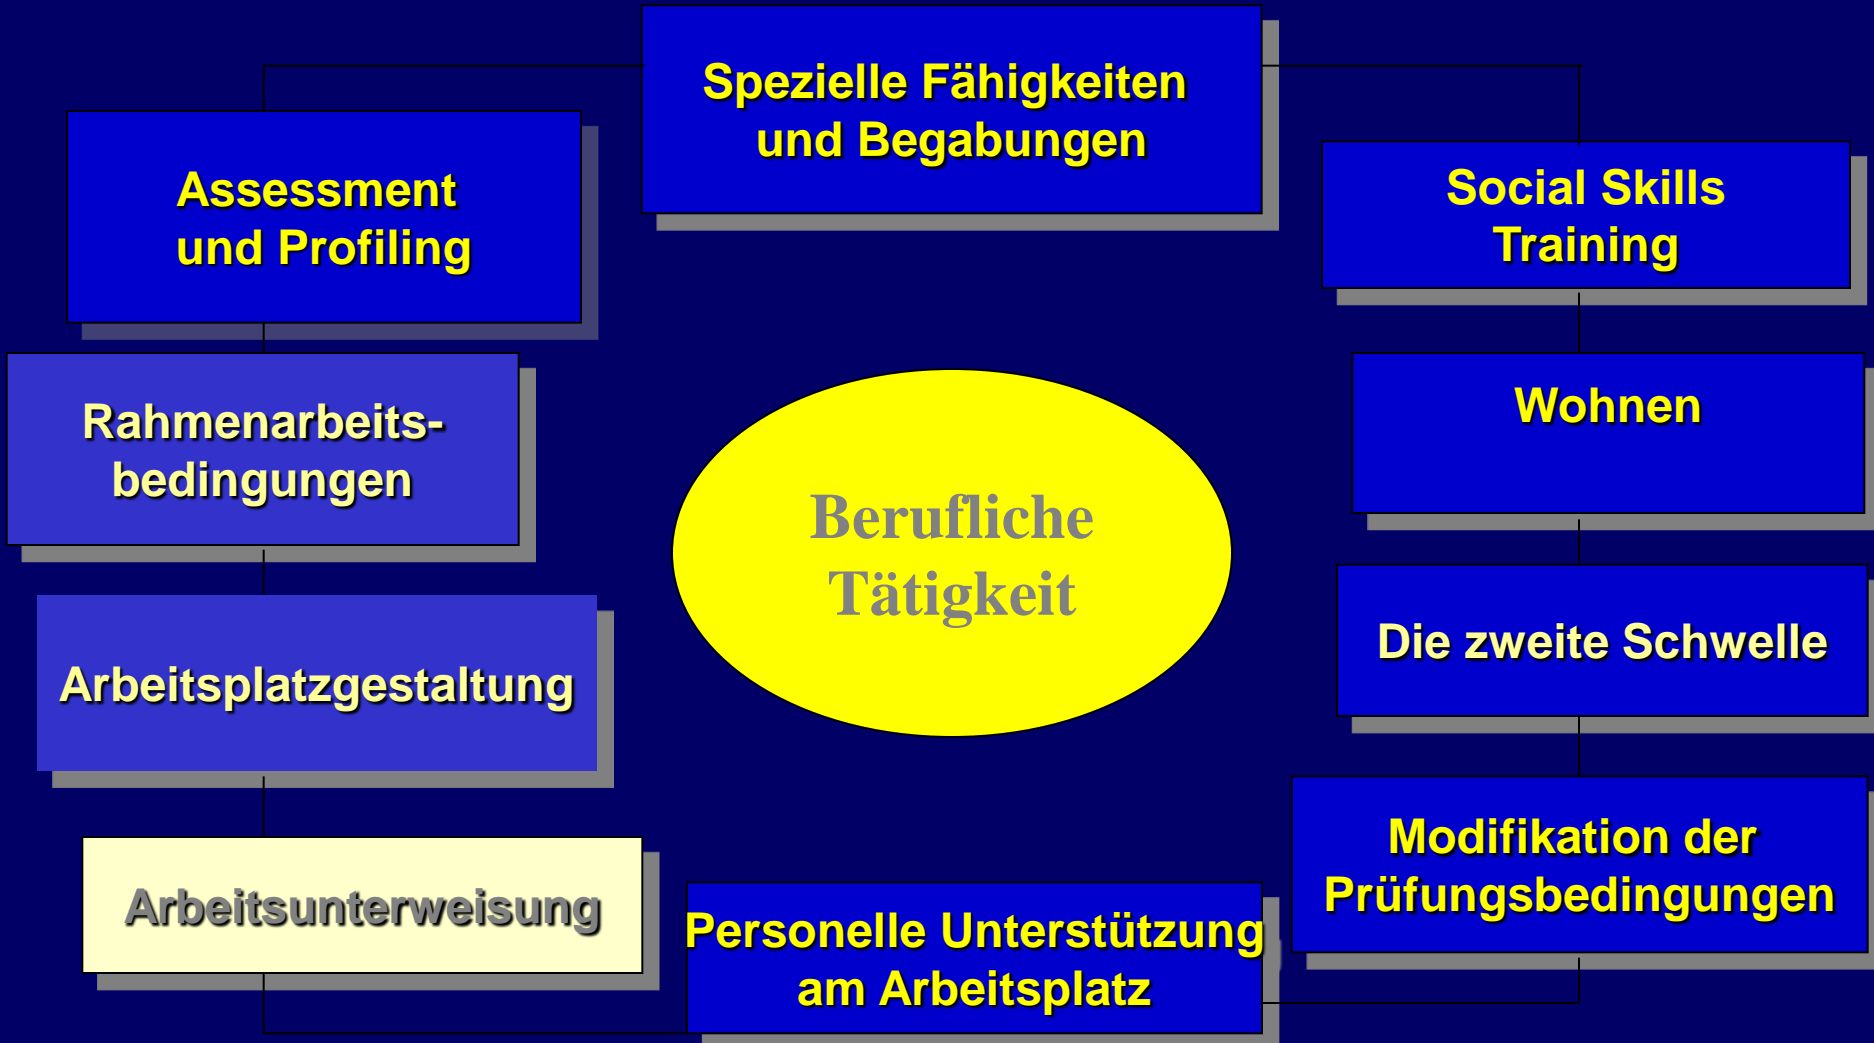 Spezielle Fähigkeiten
und Begabungen
Assessment
und Profiling
Social Skills
Training
Rahmenarbeits-
bedingungen
Wohnen
Berufliche
Tätigkeit
Die zweite Schwelle
Arbeitsplatzgestaltung
Modifikation der
Prüfungsbedingungen
Arbeitsunterweisung
Personelle Unterstützung
am Arbeitsplatz